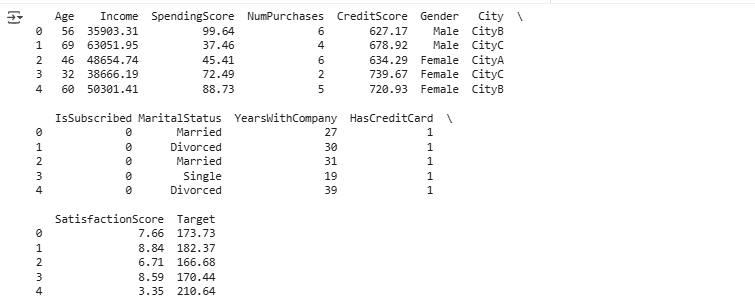 Age Income SpendingScore NumPurchases CreditScore Gender City \
0 56 35903.31 99.64 6 627.17 Male CityB
1 69 63051.95 37.46 4 678.92 Male CityC
2 46 48654.74 45.41 6 634.29 Female CityA
3 32 38666.19 72.49 2 739.67 Female CityC
4 60 50301.41 88.73 5 720.93 Female CityB
IsSubscribed MaritalStatus YearsWithCompany HasCreditCard \
0 0 Married 27 1
1 0 Divorced 30 1
2 0 Married 31 1
3 0 Single 19 1
4 0 Divorced 39 1
SatisfactionScore Target
0 7.66 173.73
1 8.84 182.37
2 6.71 166.68
3 8.59 170.44
4 3.35 210.64